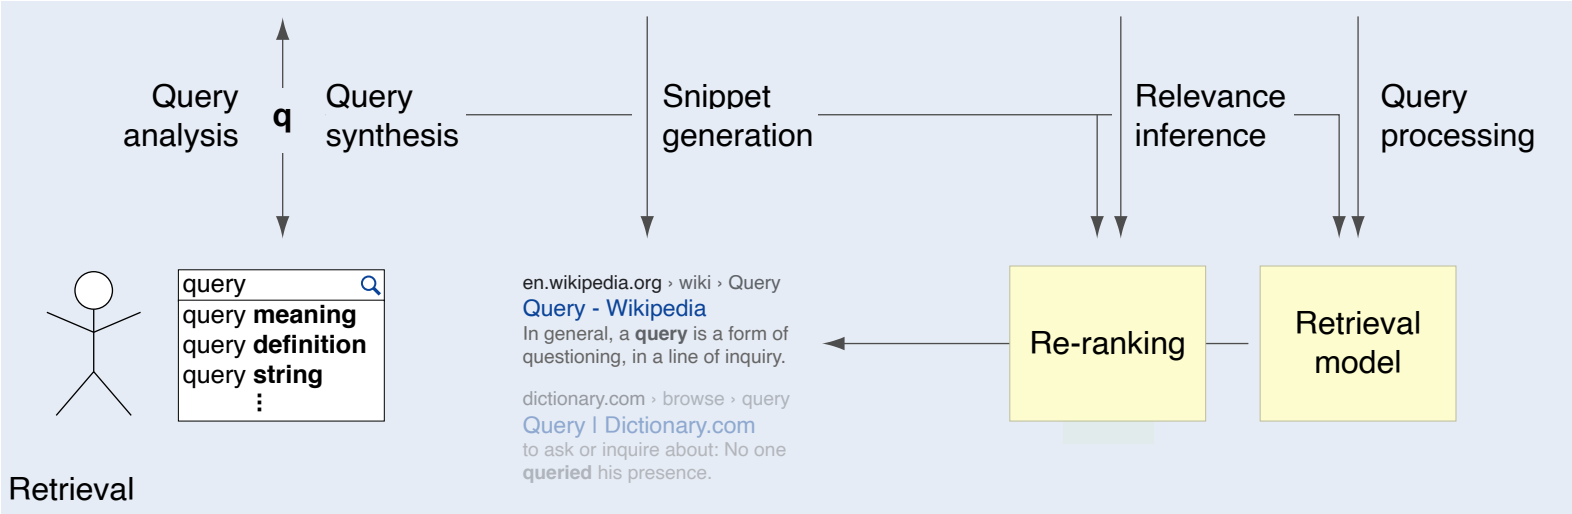 Query
analysis
q
Query
synthesis
Snippet
generation
Relevance
inference
Query
processing
query
query meaning
query definition
query string
⋮
en.wikipedia.org › wiki › Query
Query - Wikipedia
In general, a query is a form of
questioning, in a line of inquiry.
dictionary.com › browse › query
Query | Dictionary.com
to ask or inquire about: No one
queried his presence.
Re-ranking
Retrieval
model
Retrieval